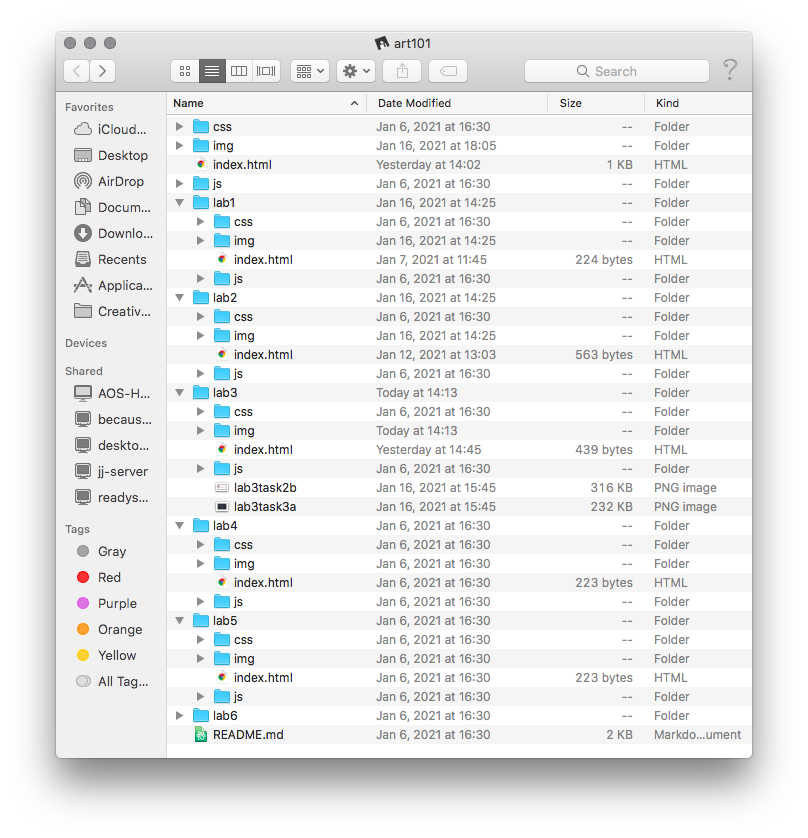 art101
Search
?
Favorites
iCloud...
Desktop
AirDrop
Docum...
Downlo...
Recents
Applica...
Creativ...
Devices
Shared
AOS-H...
becaus...
deskto...
jj-server
readys...
Tags
Gray
Red
Purple
Orange
Yellow
All Tag...
Name Date Modified Size Kind
css Jan 6, 2021 at 16:30 -- Folder
img Jan 16, 2021 at 18:05 -- Folder
index.html Yesterday at 14:02 1 KB HTML
js Jan 6, 2021 at 16:30 -- Folder
lab1 Jan 16, 2021 at 14:25 -- Folder
css Jan 6, 2021 at 16:30 -- Folder
img Jan 16, 2021 at 14:25 -- Folder
index.html Jan 7, 2021 at 11:45 224 bytes HTML
js Jan 6, 2021 at 16:30 -- Folder
lab2 Jan 16, 2021 at 14:25 -- Folder
css Jan 6, 2021 at 16:30 -- Folder
img Jan 16, 2021 at 14:25 -- Folder
index.html Jan 12, 2021 at 13:03 563 bytes HTML
js Jan 6, 2021 at 16:30 -- Folder
lab3 Today at 14:13 -- Folder
css Jan 6, 2021 at 16:30 -- Folder
img Today at 14:13 -- Folder
index.html Yesterday at 14:45 439 bytes HTML
js Jan 6, 2021 at 16:30 -- Folder
lab3task2b Jan 16, 2021 at 15:45 316 KB PNG image
lab3task3a Jan 16, 2021 at 15:45 232 KB PNG image
lab4 Jan 6, 2021 at 16:30 -- Folder
css Jan 6, 2021 at 16:30 -- Folder
img Jan 6, 2021 at 16:30 -- Folder
index.html Jan 6, 2021 at 16:30 223 bytes HTML
js Jan 6, 2021 at 16:30 -- Folder
lab5 Jan 6, 2021 at 16:30 -- Folder
css Jan 6, 2021 at 16:30 -- Folder
img Jan 6, 2021 at 16:30 -- Folder
index.html Jan 6, 2021 at 16:30 223 bytes HTML
js Jan 6, 2021 at 16:30 -- Folder
lab6 Jan 6, 2021 at 16:30 -- Folder
README.md Jan 6, 2021 at 16:30 2 KB Markdo...ument